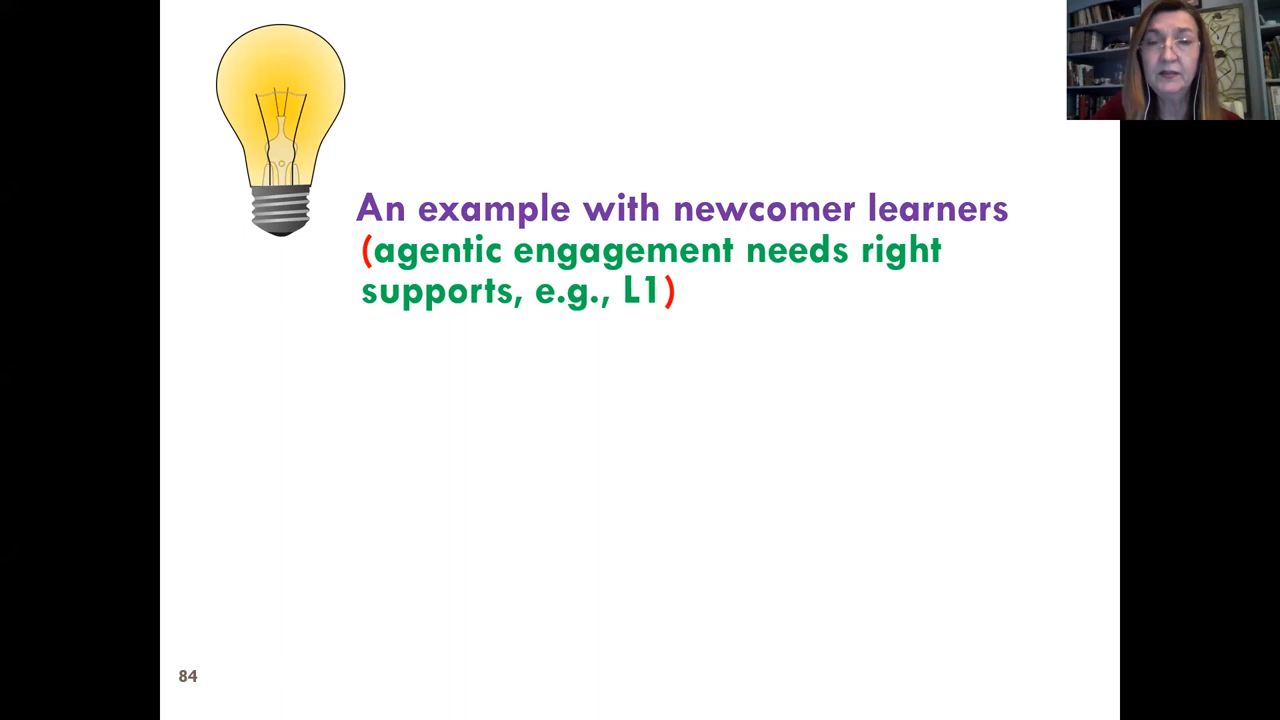 An example with newcomer learners
(agentic engagement needs right
supports, e.g., L1)
84